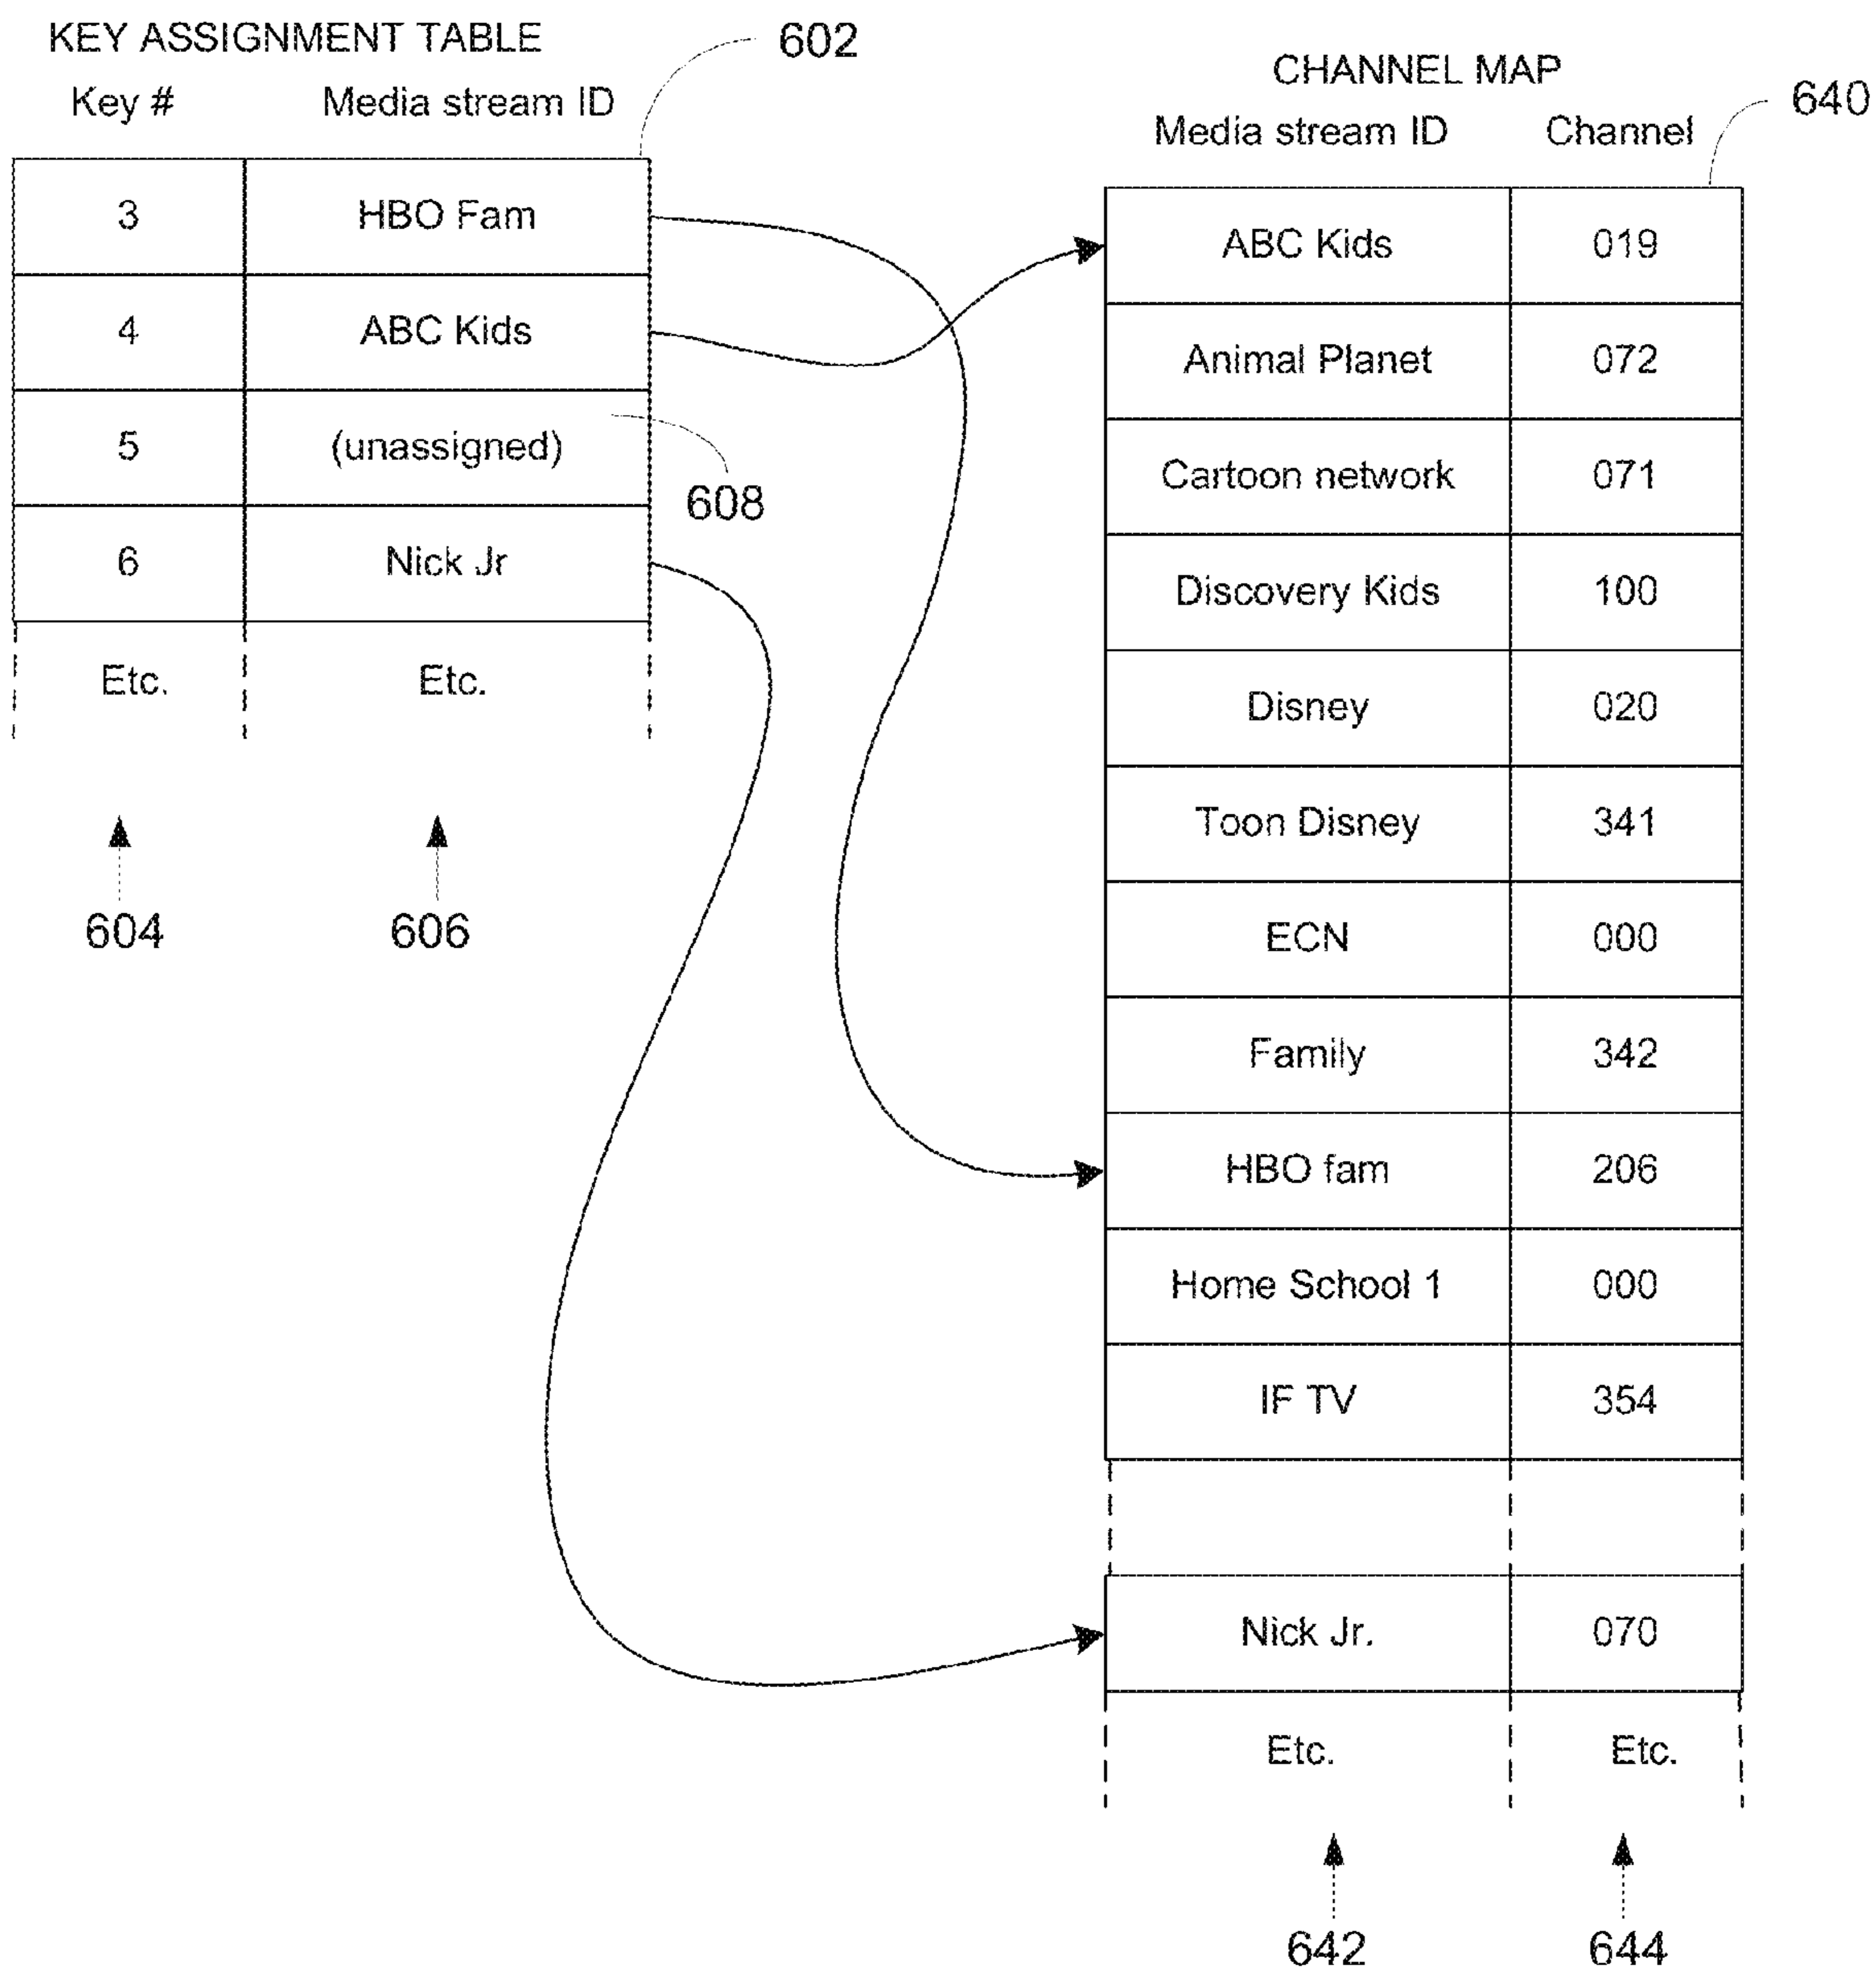 KEY ASSIGNMENT TABLE
602
Key # Media stream ID
3 HBO Fam
4 ABC Kids
5 (unassigned)
608
6 Nick Jr
Etc. Etc.
604 606
CHANNEL MAP
640
Media stream ID Channel
ABC Kids 019
Animal Planet 072
Cartoon network 071
Discovery Kids 100
Disney 020
Toon Disney 341
ECN 000
Family 342
HBO fam 206
Home School 1 000
IF TV 354
Nick Jr. 070
Etc. Etc.
642 644